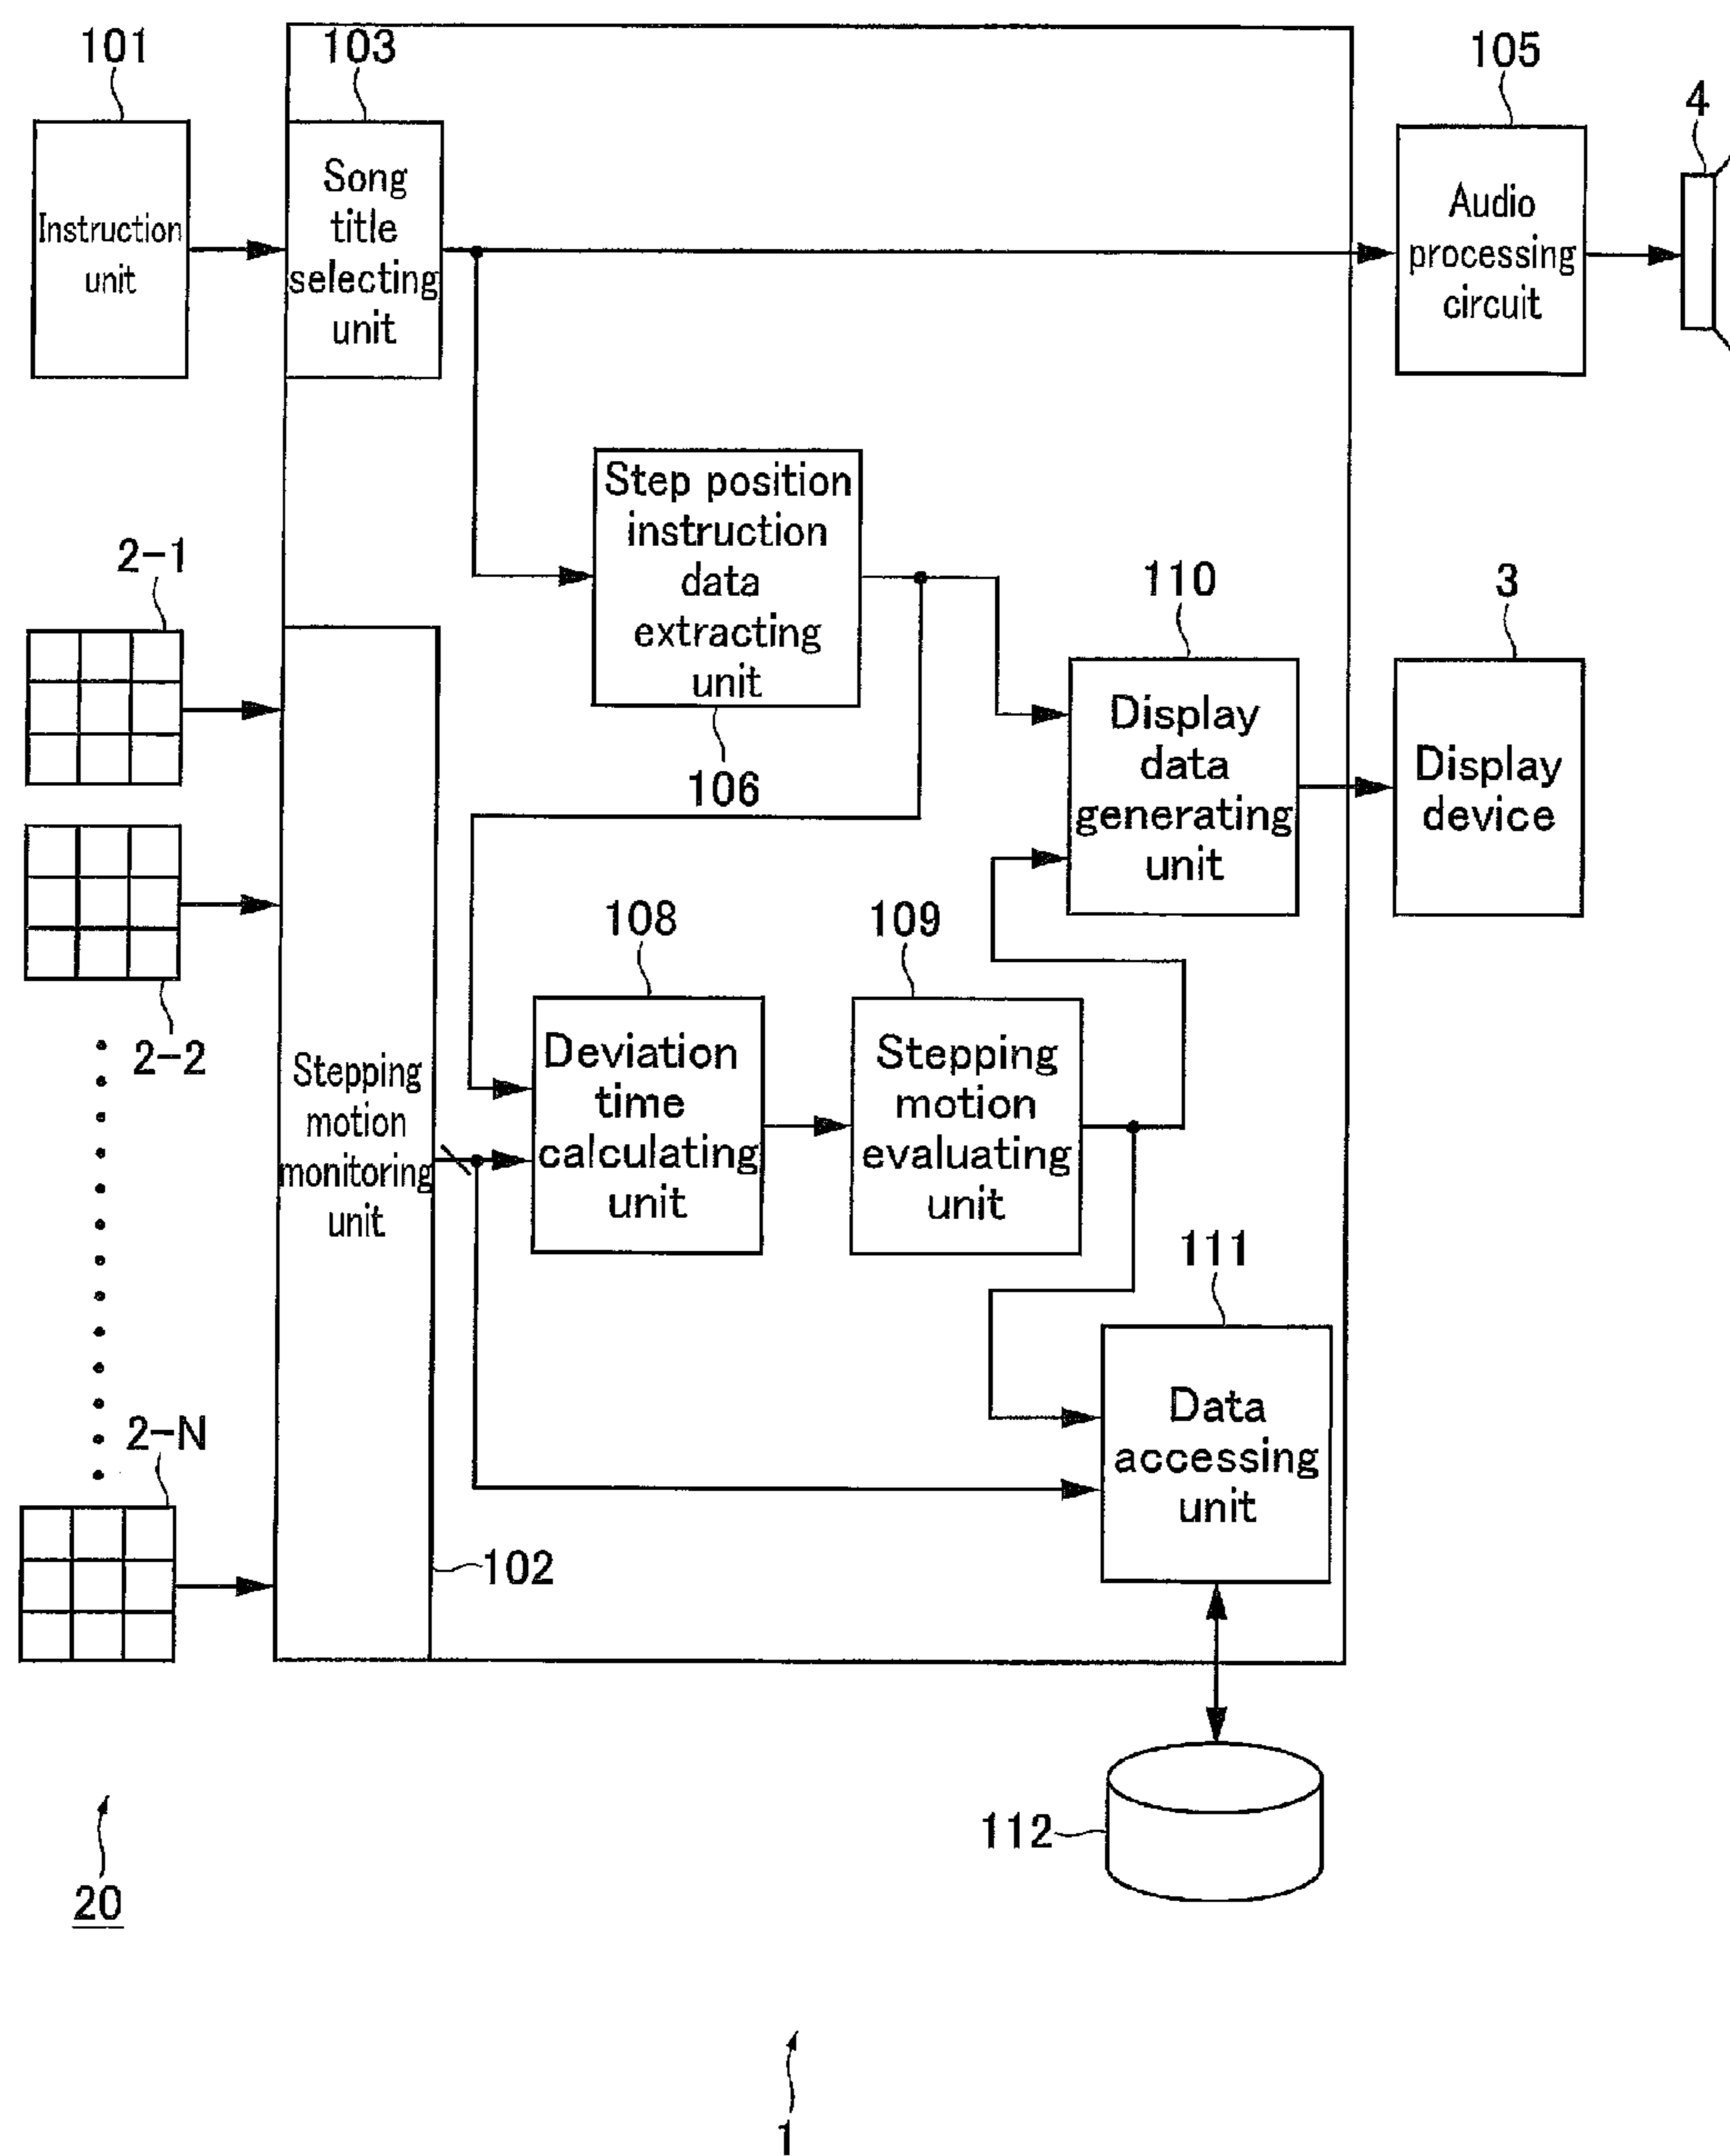 101
103
105
4
Instruction
unit
Song
title
selecting
unit
Audio
processing
circuit
Step position
instruction
data
extracting
unit
106
2-1
2-2
2-N
110
3
Display
data
generating
unit
Display
device
108
109
Stepping
motion
monitoring
unit
Deviation
time
calculating
unit
Stepping
motion
evaluating
unit
111
Data
accessing
unit
102
112
20
1